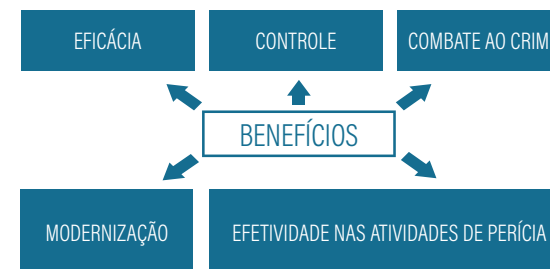 EFICÁCIA CONTROLE COMBATE AO CRIM
BENEFÍCIOS
MODERNIZAÇÃO EFETIVIDADE NAS ATIVIDADES DE PERÍCIA